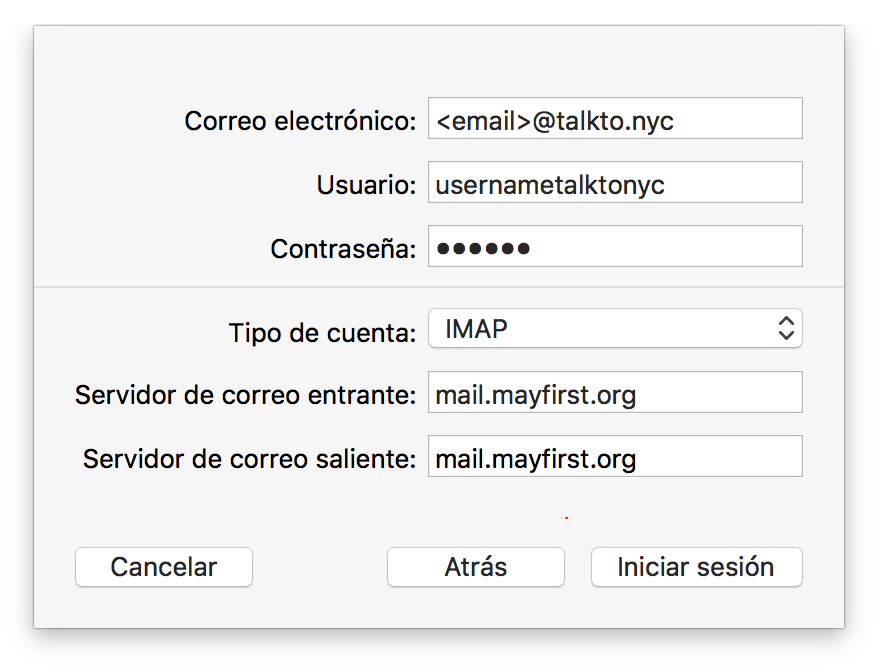 Correo electrónico: <email>@talkto.nyc
Usuario: usernametalktonyc
Contraseña: ●●●●●●
Tipo de cuenta: IMAP
Servidor de correo entrante: mail.mayfirst.org
Servidor de correo saliente: mail.mayfirst.org
Cancelar Atrás Iniciar sesión